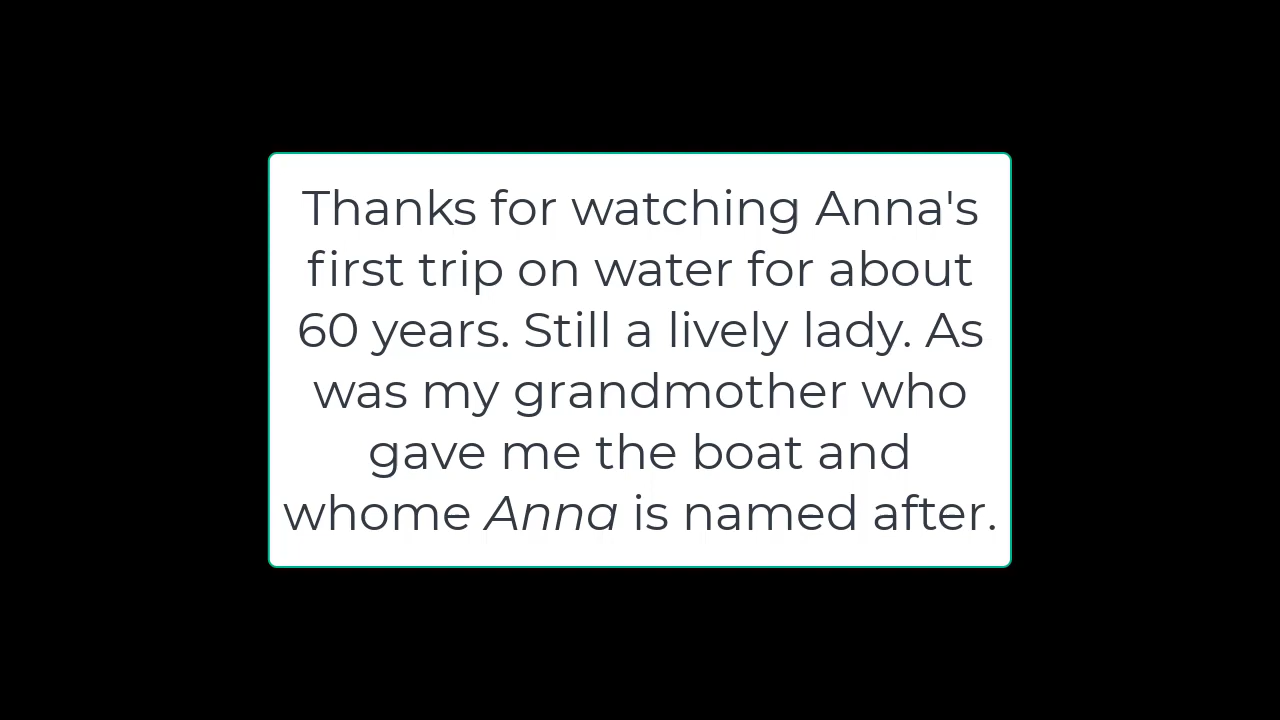 Thanks for watching Anna's
first trip on water for about
60 years. Still a lively lady. As
was my grandmother who
gave me the boat and
whome Anna is named after.